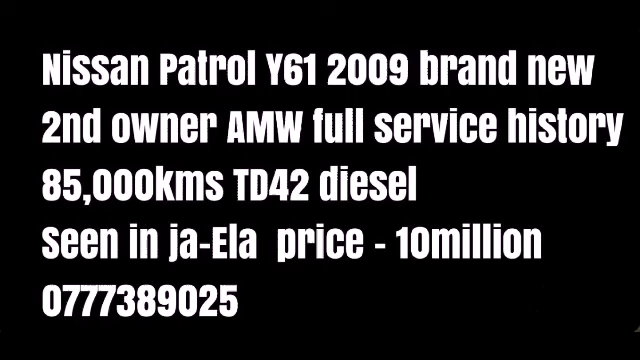 Nissan Patrol Y61 2009 brand new
2nd owner AMW full service history
85,000kms TD42 diesel
Seen in ja-Ela price - 10million
0777389025